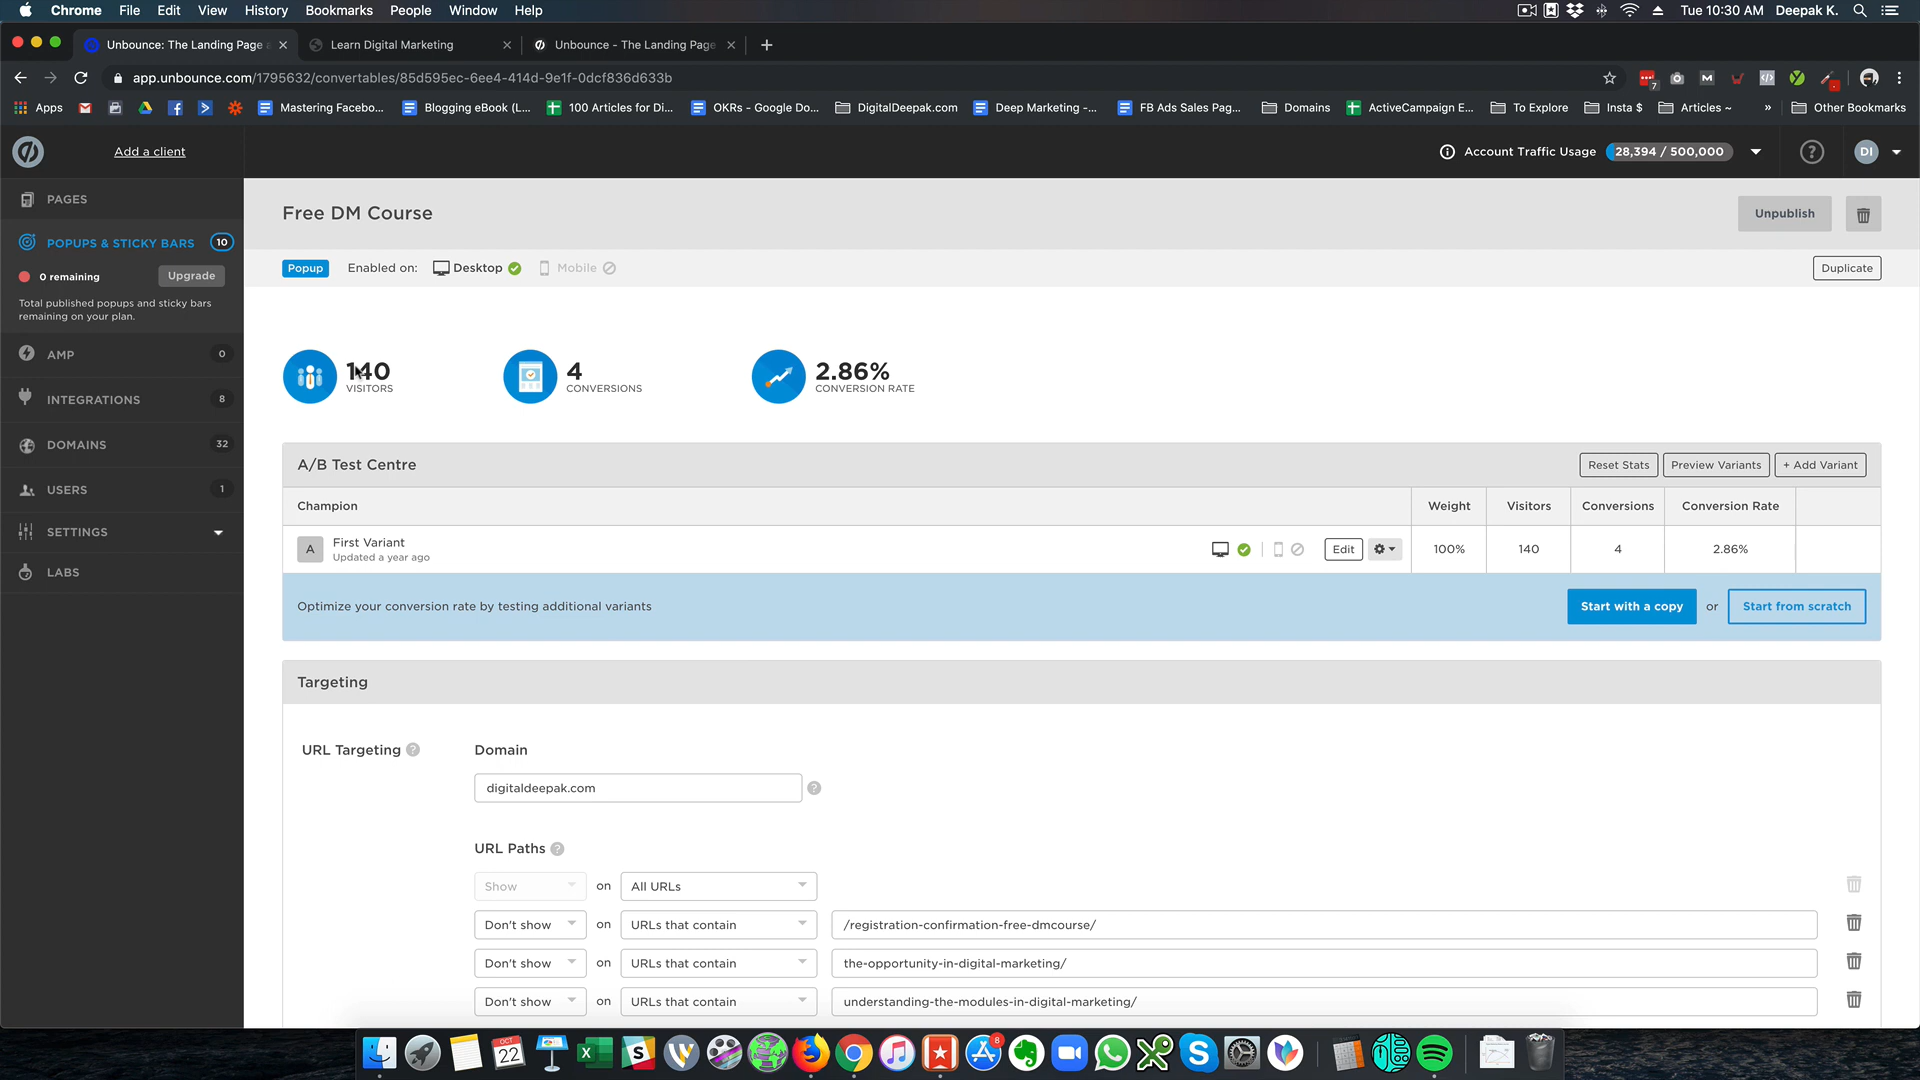 Chrome File Edit View History Bookmarks People Window Help Tue 10:30 AM Deepak K.
Unbounce: The Landing Page a Learn Digital Marketing Unbounce - The Landing Page
app.unbounce.com/1795632/convertables/85d595ec-6ee4-414d-9e1f-0dcf836d633b
Apps Mastering Facebo... Blogging eBook (L... 100 Articles for Di... OKRs - Google Do... DigitalDeepak.com Deep Marketing -... FB Ads Sales Pag... Domains ActiveCampaign E... To Explore Insta $ Articles ~ » Other Bookmarks
Add a client Account Traffic Usage 28,394 / 500,000 ? DI
PAGES
POPUPS & STICKY BARS 10
0 remaining Upgrade
Total published popups and sticky bars
remaining on your plan.
AMP 0
INTEGRATIONS 8
DOMAINS 32
USERS 1
SETTINGS
LABS
Free DM Course Unpublish
Popup Enabled on: Desktop Mobile Duplicate
140 4 2.86%
VISITORS CONVERSIONS CONVERSION RATE
A/B Test Centre Reset Stats Preview Variants + Add Variant
Champion Weight Visitors Conversions Conversion Rate
A First Variant Edit 100% 140 4 2.86%
Updated a year ago
Optimize your conversion rate by testing additional variants Start with a copy or Start from scratch
Targeting
URL Targeting ? Domain
digitaldeepak.com ?
URL Paths ?
Show on All URLs
Don't show on URLs that contain /registration-confirmation-free-dmcourse/
Don't show on URLs that contain the-opportunity-in-digital-marketing/
Don't show on URLs that contain understanding-the-modules-in-digital-marketing/
OCT
22
8